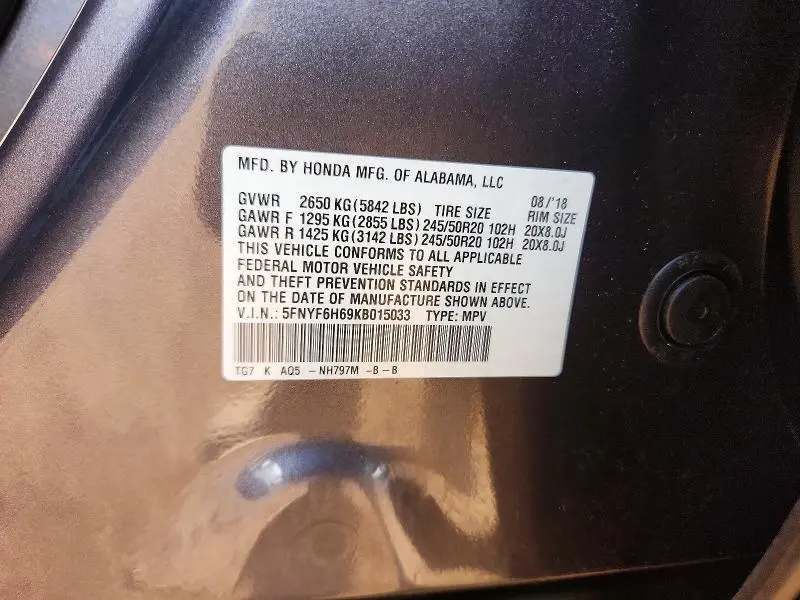 MFD. BY HONDA MFG. OF ALABAMA, LLC
08/'18
GVWR 2650 KG(5842 LBS) TIRE SIZE RIM SIZE
GAWR F 1295 KG(2855 LBS) 245/50R20 102H 20X8.0J
GAWR R 1425 KG(3142 LBS) 245/50R20 102H 20X8.0J
THIS VEHICLE CONFORMS TO ALL APPLICABLE
FEDERAL MOTOR VEHICLE SAFETY
AND THEFT PREVENTION STANDARDS IN EFFECT
ON THE DATE OF MANUFACTURE SHOWN ABOVE.
V.I.N.: 5FNYF6H69KB015033 TYPE: MPV
TG7 K AQ5 -NH797M -B-B